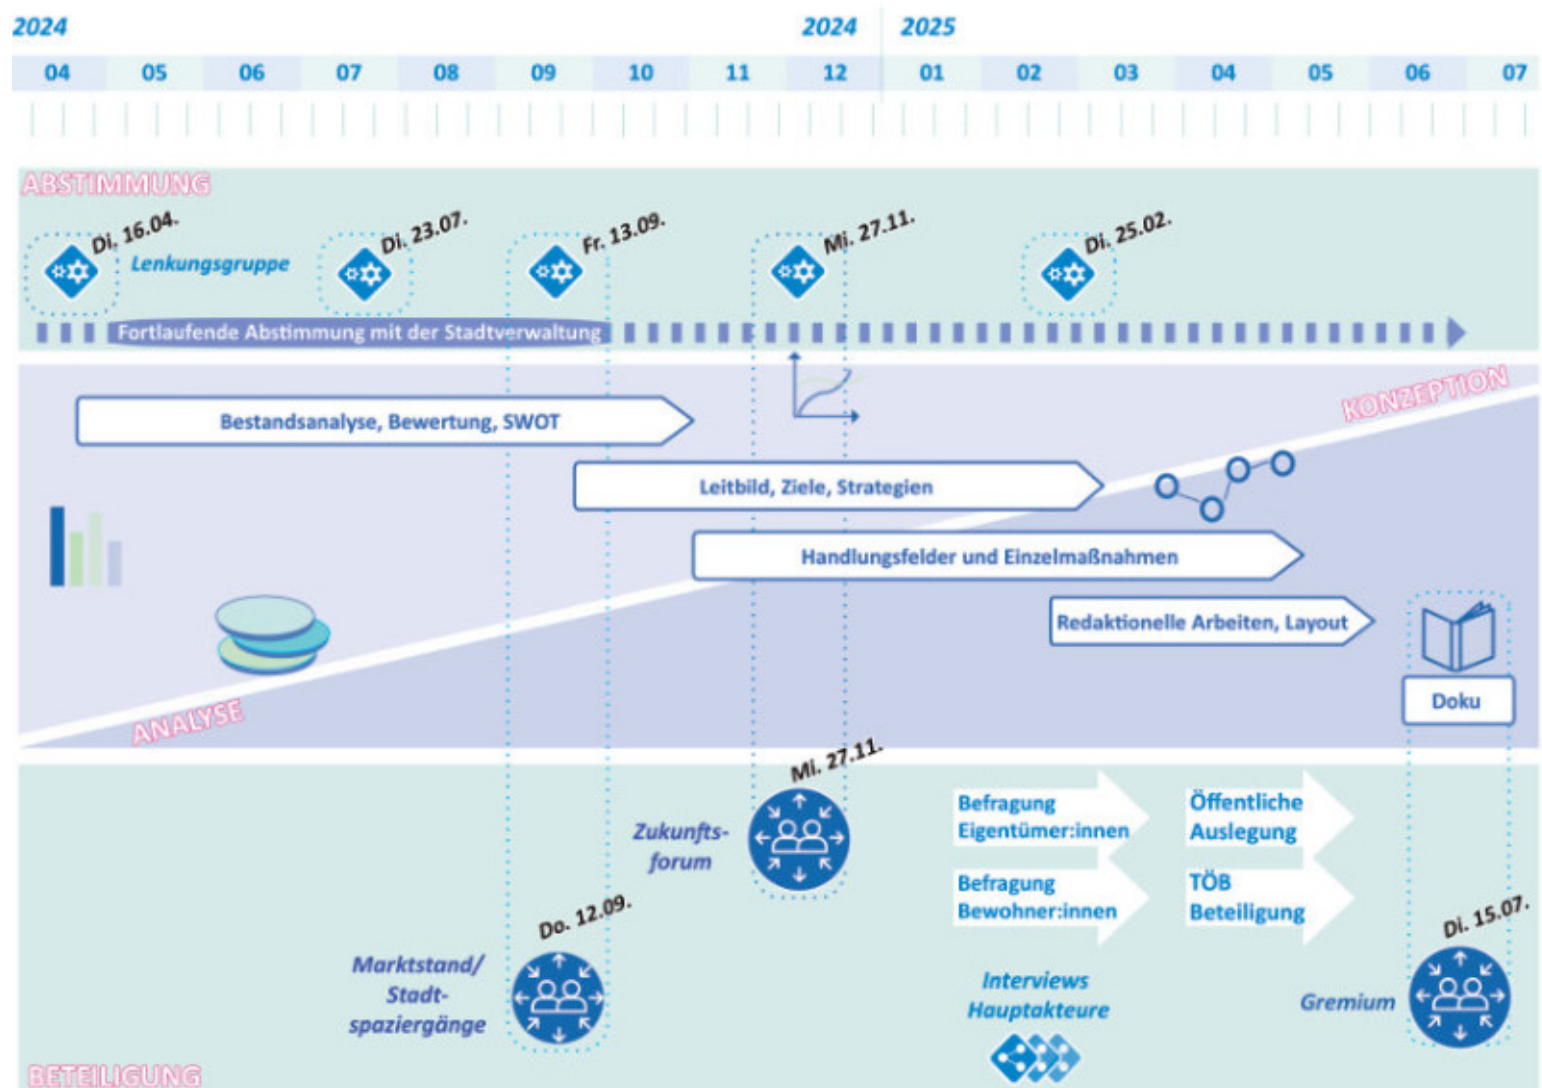 2024
2024
2025
04 05 06 07 08 09 10 11 12 01 02 03 04 05 06 07
ABSTIMMUNG
Di. 16.04.
Di. 23.07.
Fr. 13.09.
Mi. 27.11.
Di. 25.02.
Lenkungsgruppe
Fortlaufende Abstimmung mit der Stadtverwaltung
KONZEPTION
Bestandsanalyse, Bewertung, SWOT
Leitbild, Ziele, Strategien
Handlungsfelder und Einzelmaßnahmen
Redaktionelle Arbeiten, Layout
Doku
ANALYSE
Mi. 27.11.
Zukunfts-
forum
Befragung
Eigentümer:innen
Öffentliche
Auslegung
Befragung
Bewohner:innen
TÖB
Beteiligung
Do. 12.09.
Marktstand/
Stadt-
spaziergänge
Interviews
Hauptakteure
Di. 15.07.
Gremium
BETEILIGUNG